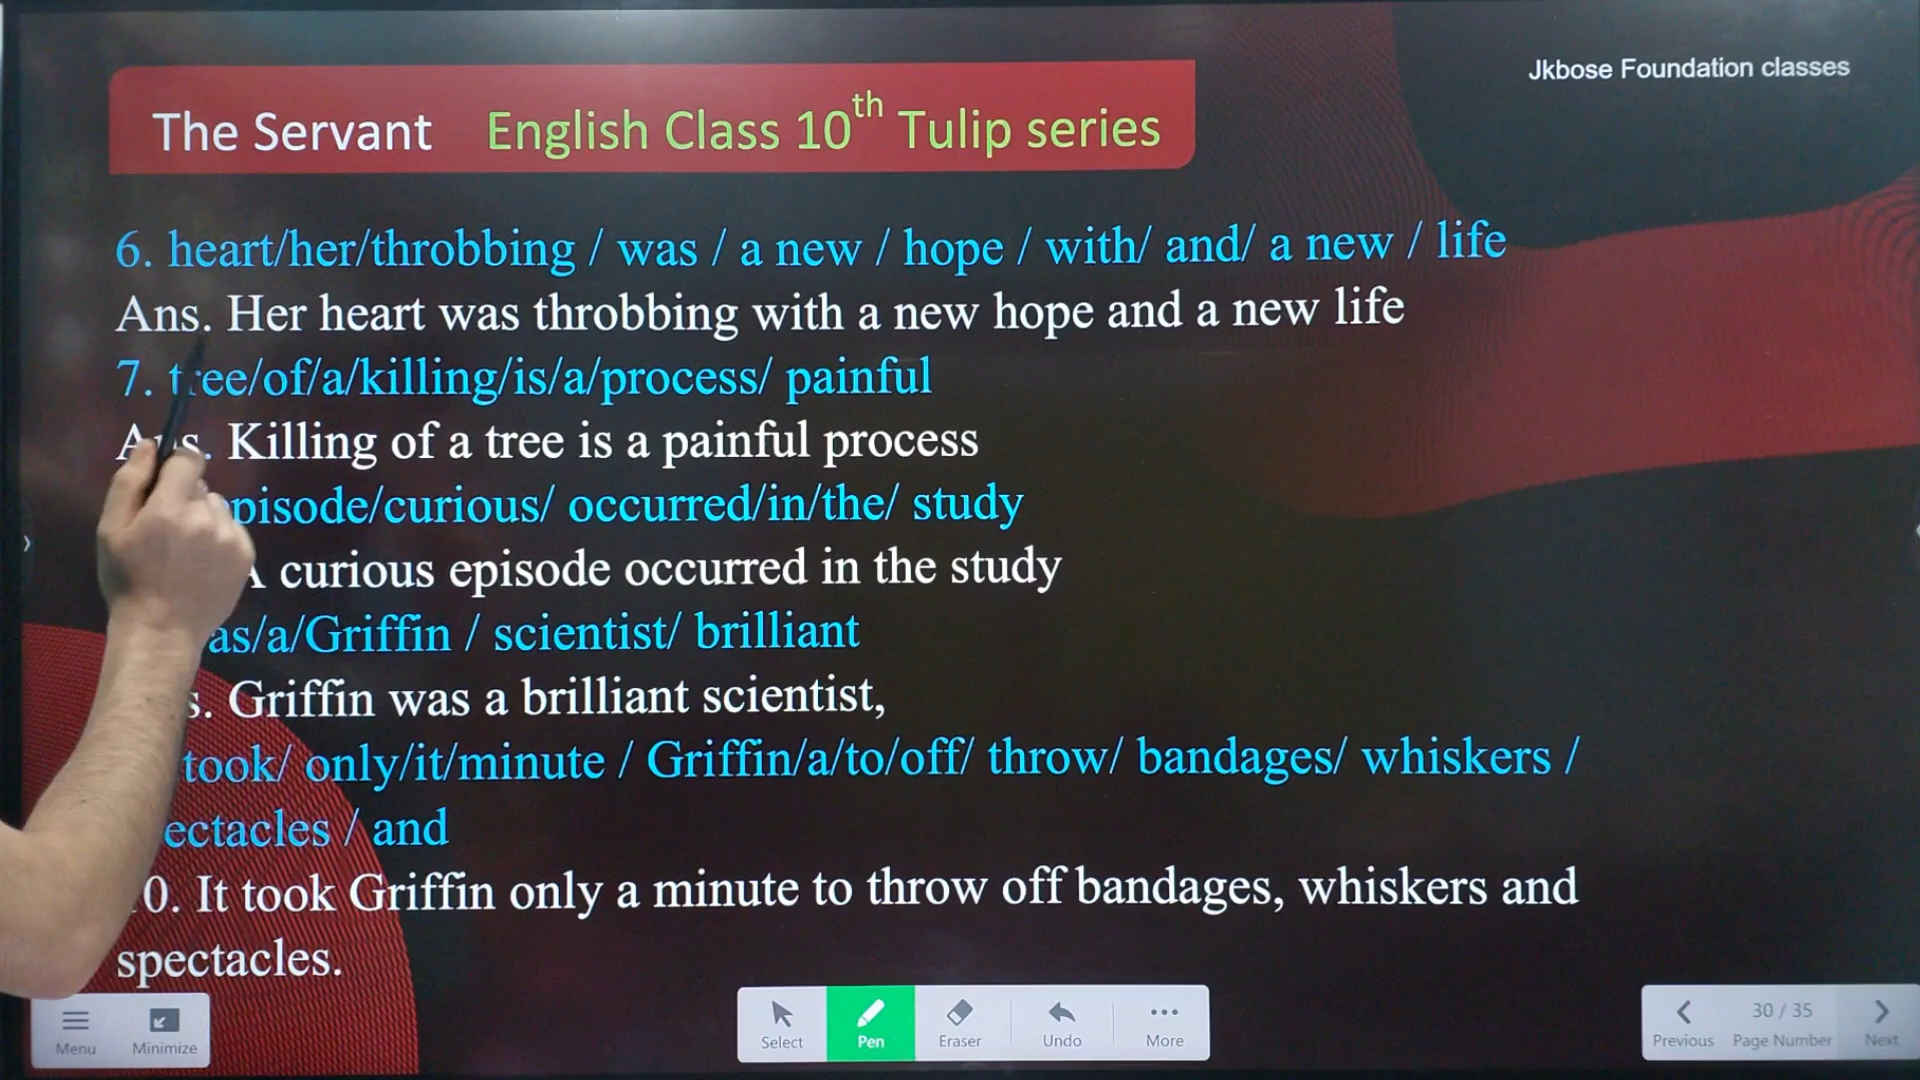 Jkbose Foundation classes
The Servant English Class 10th Tulip series
6. heart/her/throbbing / was / a new / hope / with/ and/ a new / life
Ans. Her heart was throbbing with a new hope and a new life
7. tree/of/a/killing/is/a/process/ painful
Ans. Killing of a tree is a painful process
episode/curious/ occurred/in/the/ study
A curious episode occurred in the study
as/a/Griffin / scientist/ brilliant
s. Griffin was a brilliant scientist,
took/ only/it/minute / Griffin/a/to/off/ throw/ bandages/ whiskers /
ectacles / and
0. It took Griffin only a minute to throw off bandages, whiskers and
spectacles.
Menu Minimize Select Pen Eraser Undo More Previous 30 / 35 Page Number Next